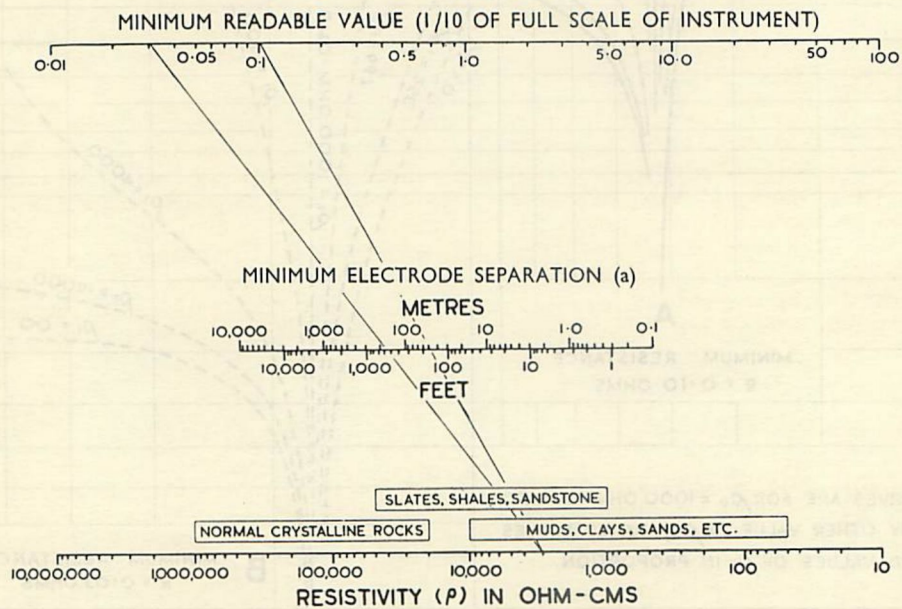 MINIMUM READABLE VALUE (1/10 OF FULL SCALE OF INSTRUMENT)
0·01 0·05 0·1 0·5 1·0 5·0 10·0 50 100
MINIMUM ELECTRODE SEPARATION (a)
METRES
10,000 1,000 100 10 1·0 0·1
10,000 1,000 100 10 1
FEET
SLATES, SHALES, SANDSTONE
NORMAL CRYSTALLINE ROCKS MUDS, CLAYS, SANDS, ETC.
10,000,000 1,000,000 100,000 10,000 1,000 100 10
RESISTIVITY (ρ) IN OHM-CMS